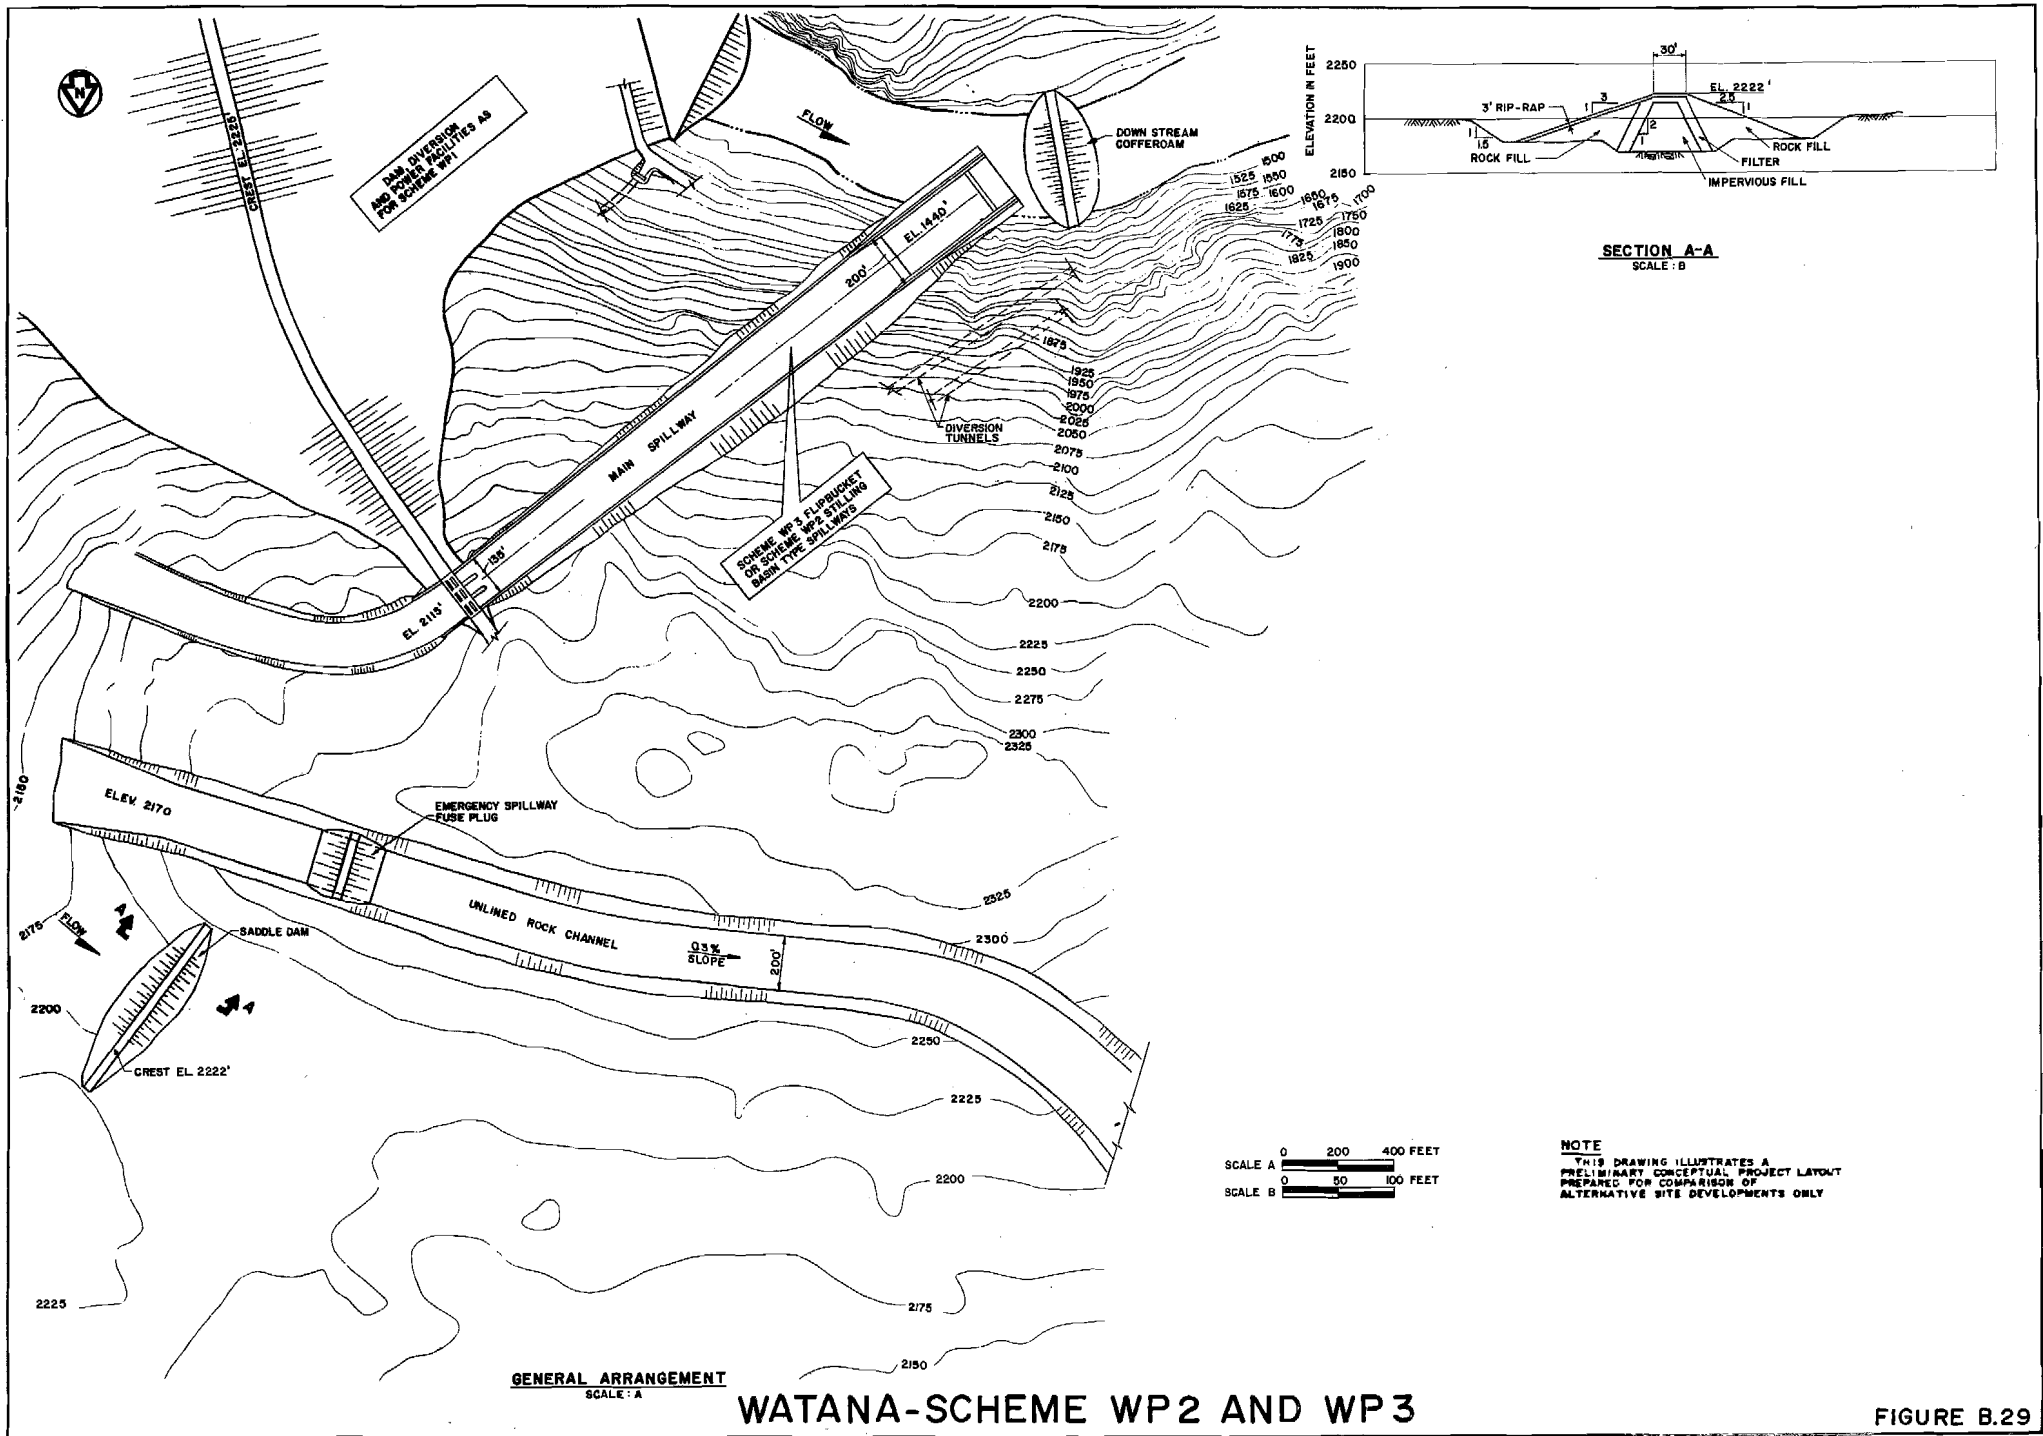 N
CREST EL. 2225'
DAM, DIVERSION
AND POWER FACILITIES AS
FOR SCHEME WP1
FLOW
DOWN STREAM
COFFERDAM
EL. 1440'
200'
1500
1525 1550
1575 1600
1625
1650
1675
1700
1725
1750
1775
1800
1825
1850
1900
1875
1925
1950
1975
2000
2025
2050
2075
2100
2125
2150
2175
2200
2225
2250
2275
2300
2325
DIVERSION
TUNNELS
MAIN SPILLWAY
SCHEME WP3 FLIPBUCKET
OR SCHEME WP2 STILLING
BASIN TYPE SPILLWAYS
135'
EL. 2115'
2150
ELEV. 2170
EMERGENCY SPILLWAY
FUSE PLUG
UNLINED ROCK CHANNEL
0.3%
SLOPE
200'
2325
2300
2175
FLOW
A
SADDLE DAM
A
2200
CREST EL. 2222'
2250
2225
2200
2225
2175
2150
ELEVATION IN FEET
2250
2200
2150
30'
EL. 2222'
3' RIP-RAP
1
3
2.5
1
1
1.5
2
1
ROCK FILL
ROCK FILL
FILTER
IMPERVIOUS FILL
SECTION A-A
SCALE: B
SCALE A
0 200 400 FEET
SCALE B
0 50 100 FEET
NOTE
THIS DRAWING ILLUSTRATES A
PRELIMINARY CONCEPTUAL PROJECT LAYOUT
PREPARED FOR COMPARISON OF
ALTERNATIVE SITE DEVELOPMENTS ONLY
GENERAL ARRANGEMENT
SCALE: A
WATANA-SCHEME WP2 AND WP3
FIGURE B.29